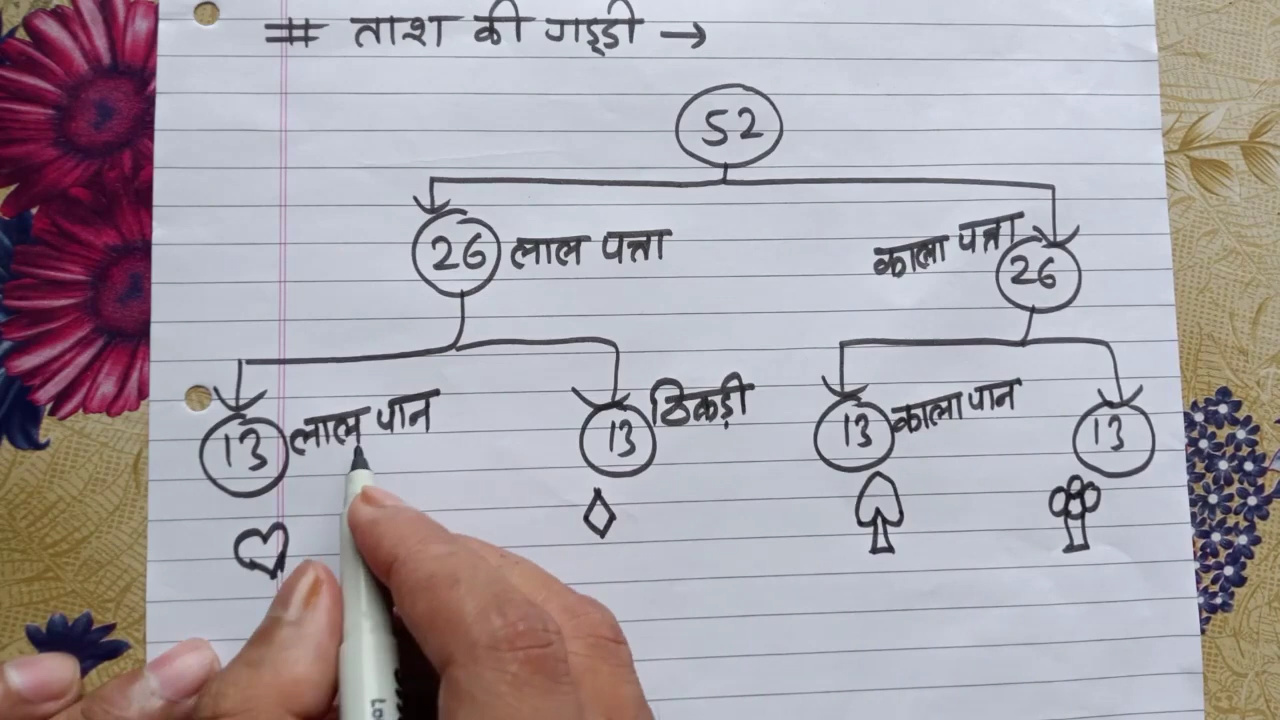 # ताश की गड्डी →
52
26 लाल पत्ता काला पत्ता 26
13 लाल पान 13 ठिकड़ी 13 काला पान 13